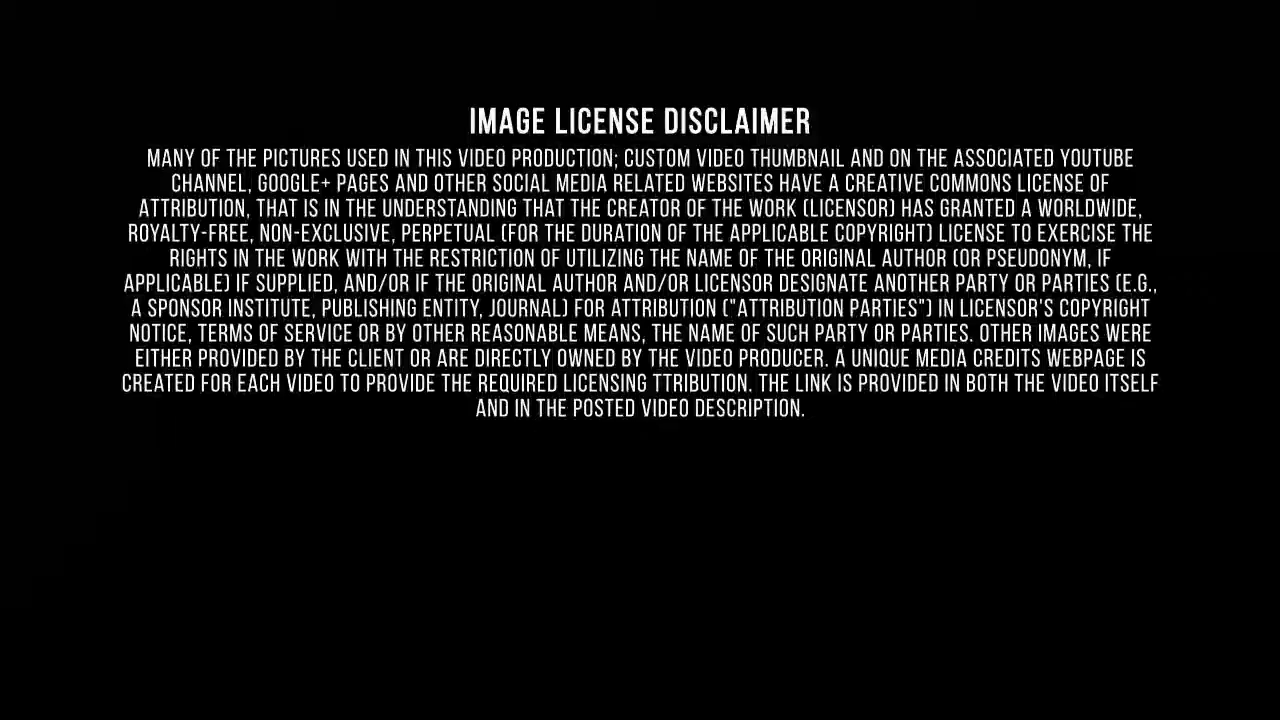 IMAGE LICENSE DISCLAIMER
MANY OF THE PICTURES USED IN THIS VIDEO PRODUCTION; CUSTOM VIDEO THUMBNAIL AND ON THE ASSOCIATED YOUTUBE
CHANNEL, GOOGLE+ PAGES AND OTHER SOCIAL MEDIA RELATED WEBSITES HAVE A CREATIVE COMMONS LICENSE OF
ATTRIBUTION, THAT IS IN THE UNDERSTANDING THAT THE CREATOR OF THE WORK (LICENSOR) HAS GRANTED A WORLDWIDE,
ROYALTY-FREE, NON-EXCLUSIVE, PERPETUAL (FOR THE DURATION OF THE APPLICABLE COPYRIGHT) LICENSE TO EXERCISE THE
RIGHTS IN THE WORK WITH THE RESTRICTION OF UTILIZING THE NAME OF THE ORIGINAL AUTHOR (OR PSEUDONYM, IF
APPLICABLE) IF SUPPLIED, AND/OR IF THE ORIGINAL AUTHOR AND/OR LICENSOR DESIGNATE ANOTHER PARTY OR PARTIES (E.G.,
A SPONSOR INSTITUTE, PUBLISHING ENTITY, JOURNAL) FOR ATTRIBUTION ("ATTRIBUTION PARTIES") IN LICENSOR'S COPYRIGHT
NOTICE, TERMS OF SERVICE OR BY OTHER REASONABLE MEANS, THE NAME OF SUCH PARTY OR PARTIES. OTHER IMAGES WERE
EITHER PROVIDED BY THE CLIENT OR ARE DIRECTLY OWNED BY THE VIDEO PRODUCER. A UNIQUE MEDIA CREDITS WEBPAGE IS
CREATED FOR EACH VIDEO TO PROVIDE THE REQUIRED LICENSING TTRIBUTION. THE LINK IS PROVIDED IN BOTH THE VIDEO ITSELF
AND IN THE POSTED VIDEO DESCRIPTION.